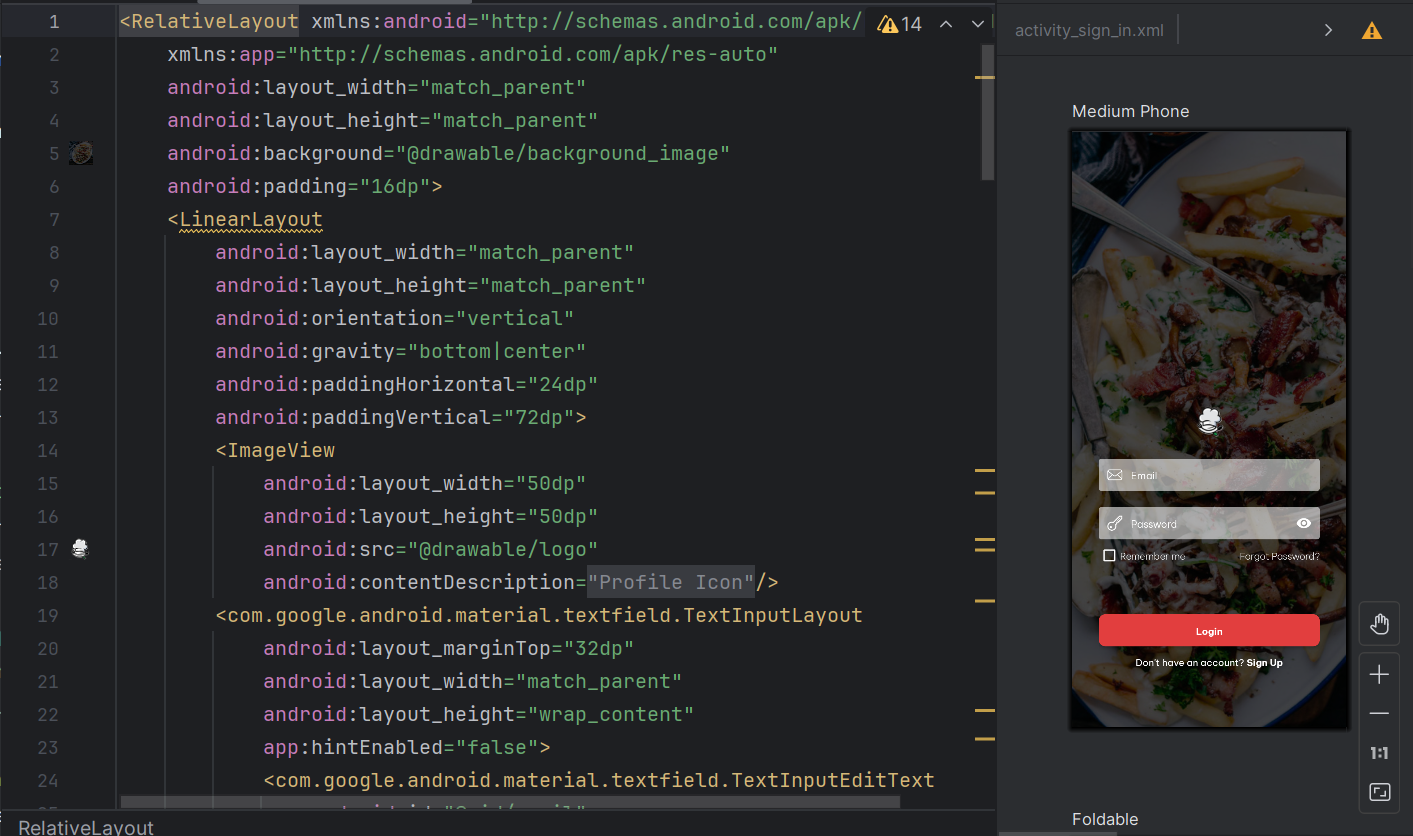 1 <RelativeLayout xmlns:android="http://schemas.android.com/apk/
14
2 xmlns:app="http://schemas.android.com/apk/res-auto"
3 android:layout_width="match_parent"
4 android:layout_height="match_parent"
5 android:background="@drawable/background_image"
6 android:padding="16dp">
7 <LinearLayout
8 android:layout_width="match_parent"
9 android:layout_height="match_parent"
10 android:orientation="vertical"
11 android:gravity="bottom|center"
12 android:paddingHorizontal="24dp"
13 android:paddingVertical="72dp">
14 <ImageView
15 android:layout_width="50dp"
16 android:layout_height="50dp"
17 android:src="@drawable/logo"
18 android:contentDescription="Profile Icon"/>
19 <com.google.android.material.textfield.TextInputLayout
20 android:layout_marginTop="32dp"
21 android:layout_width="match_parent"
22 android:layout_height="wrap_content"
23 app:hintEnabled="false">
24 <com.google.android.material.textfield.TextInputEditText
RelativeLayout
activity_sign_in.xml
Medium Phone
Email
Password
Remember me
Forgot Password?
Login
Don't have an account? Sign Up
1:1
Foldable